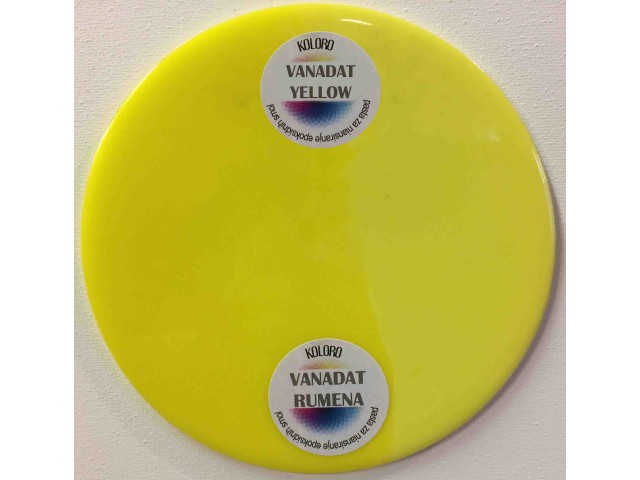 KOLORO
VANADAT
YELLOW
pasta za niansiranje epoksidnih smol
KOLORO
VANADAT
RUMENA
pasta za niansiranje epoksidnih smol